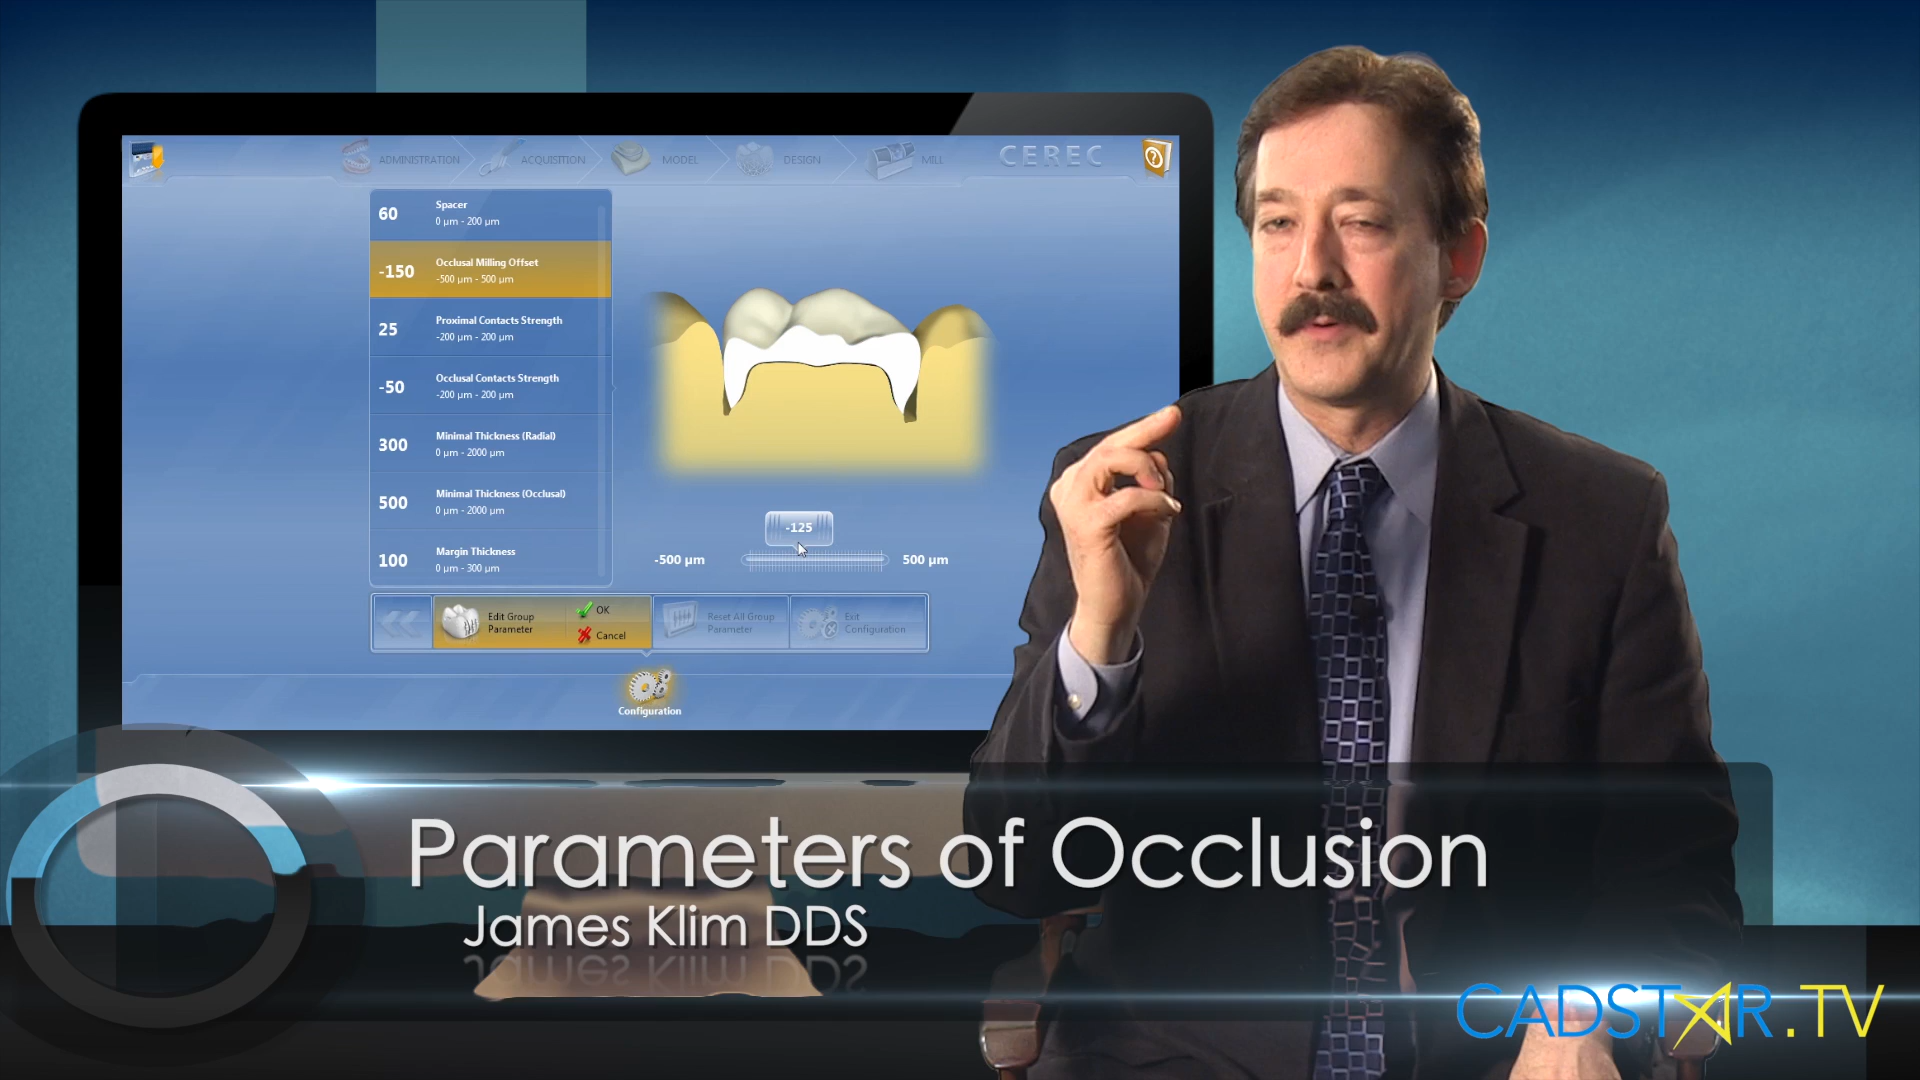 ADMINISTRATION
ACQUISITION
MODEL
DESIGN
MILL
CEREC
60
Spacer
0 µm - 200 µm
-150
Occlusal Milling Offset
-500 µm - 500 µm
25
Proximal Contacts Strength
-200 µm - 200 µm
-50
Occlusal Contacts Strength
-200 µm - 200 µm
300
Minimal Thickness (Radial)
0 µm - 2000 µm
500
Minimal Thickness (Occlusal)
0 µm - 2000 µm
100
Margin Thickness
0 µm - 300 µm
-125
-500 µm
500 µm
Edit Group
Parameter
OK
Cancel
Reset All Group
Parameter
Exit
Configuration
Configuration
Parameters of Occlusion
James Klim DDS
CADSTAR.TV